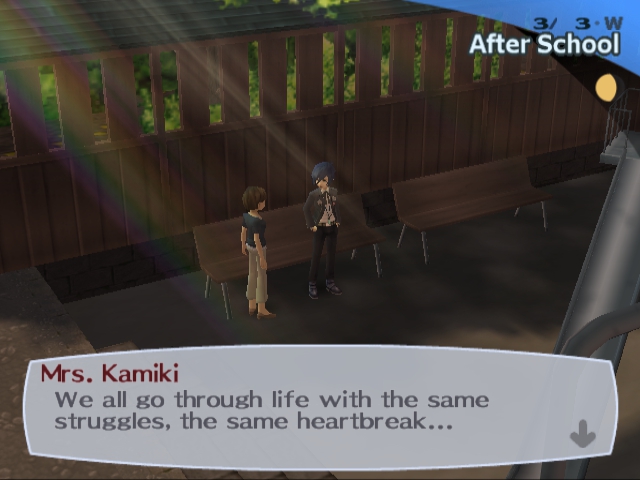 3/ 3·W
After School
Mrs. Kamiki
We all go through life with the same
struggles, the same heartbreak...